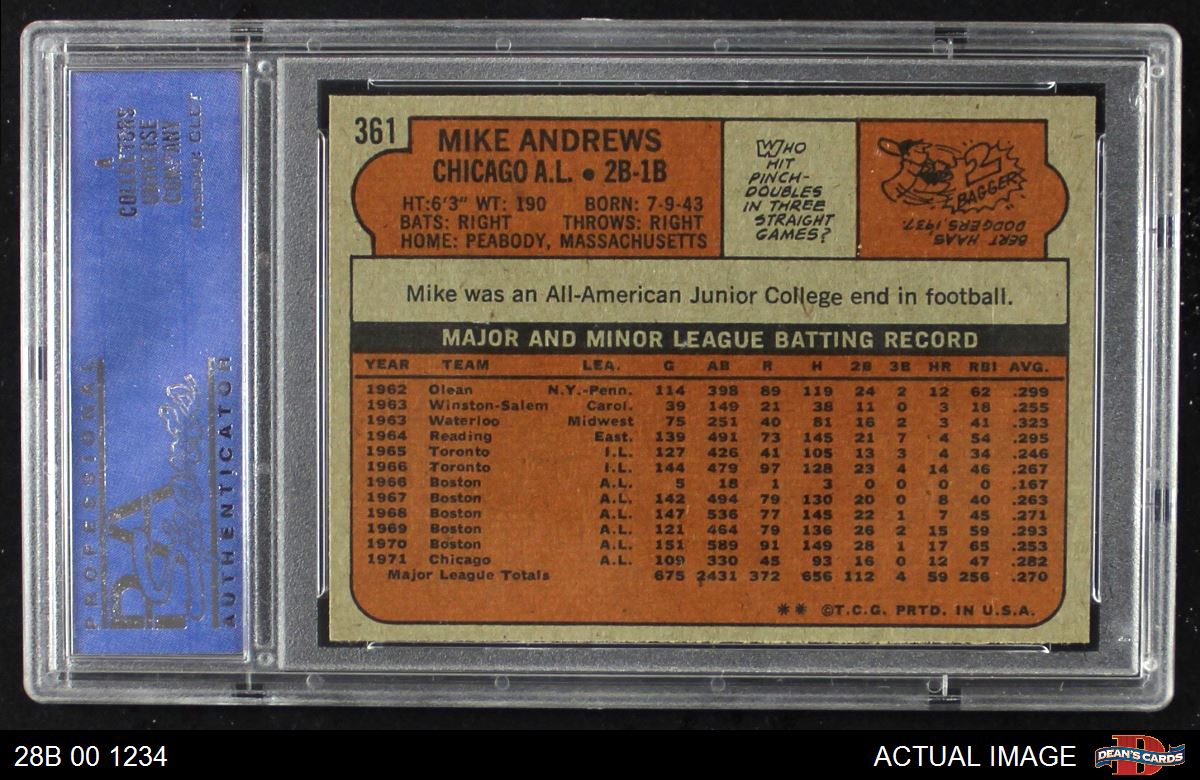 A
COLLECTORS
UNIVERSE
COMPANY
NASDAQ: CLCT
PROFESSIONAL
PSA
AUTHENTICATOR
361
MIKE ANDREWS
CHICAGO A.L. • 2B-1B
HT: 6'3" WT: 190 BORN: 7-9-43
BATS: RIGHT THROWS: RIGHT
HOME: PEABODY, MASSACHUSETTS
WHO
HIT
PINCH-
DOUBLES
IN THREE
STRAIGHT
GAMES?
2
BAGGER
BERT HAAS,
DODGERS, 1937.
Mike was an All-American Junior College end in football.
MAJOR AND MINOR LEAGUE BATTING RECORD
YEAR TEAM LEA. G AB R H 2B 3B HR RBI AVG.
1962 Olean N.Y.-Penn. 114 398 89 119 24 2 12 62 .299
1963 Winston-Salem Carol. 39 149 21 38 11 0 3 18 .255
1963 Waterloo Midwest 75 251 40 81 16 2 3 41 .323
1964 Reading East. 139 491 73 145 21 7 4 54 .295
1965 Toronto I.L. 127 426 41 105 13 3 4 34 .246
1966 Toronto I.L. 144 479 97 128 23 4 14 46 .267
1966 Boston A.L. 5 18 1 3 0 0 0 0 .167
1967 Boston A.L. 142 494 79 130 20 0 8 40 .263
1968 Boston A.L. 147 536 77 145 22 1 7 45 .271
1969 Boston A.L. 121 464 79 136 26 2 15 59 .293
1970 Boston A.L. 151 589 91 149 28 1 17 65 .253
1971 Chicago A.L. 109 330 45 93 16 0 12 47 .282
Major League Totals 675 2431 372 656 112 4 59 256 .270
** ©T.C.G. PRTD. IN U.S.A.
28B 00 1234
ACTUAL IMAGE
D
DEAN'S CARDS